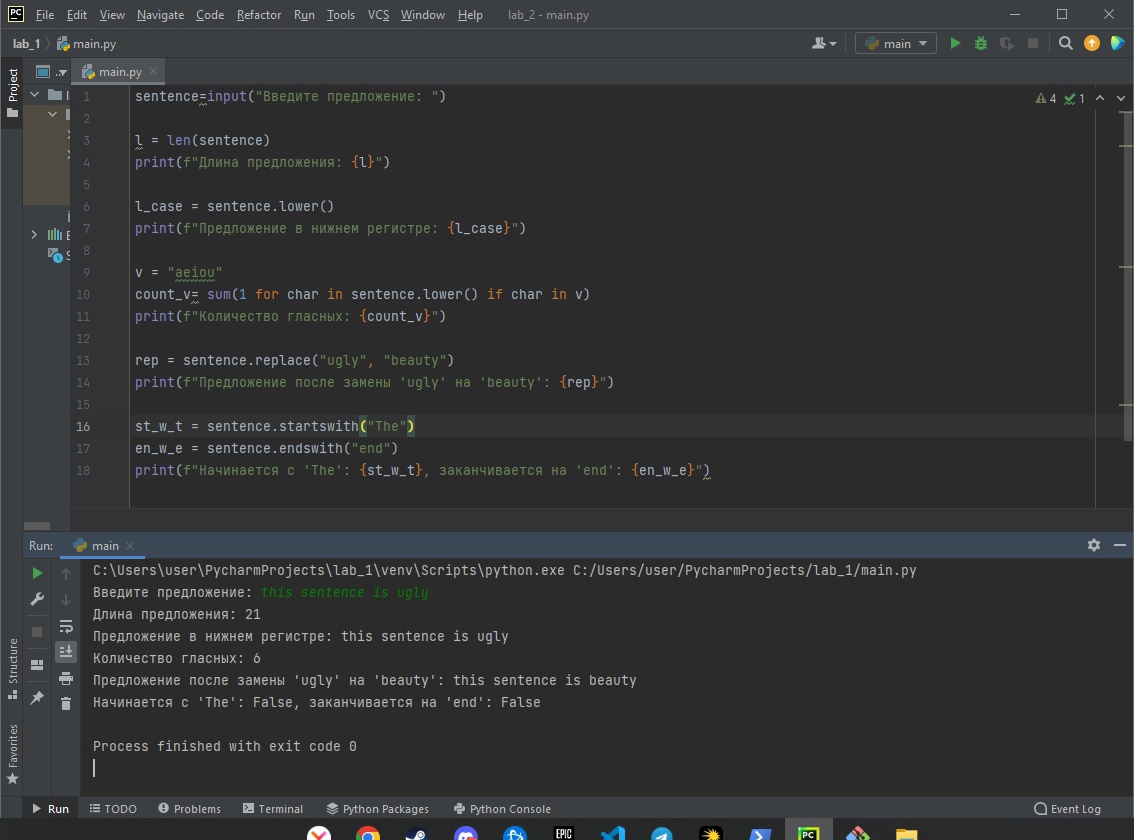 File Edit View Navigate Code Refactor Run Tools VCS Window Help lab_2 - main.py
lab_1 main.py main
Project
main.py
1 sentence=input("Введите предложение: ")
4 1
2
3 l = len(sentence)
4 print(f"Длина предложения: {l}")
5
6 l_case = sentence.lower()
7 print(f"Предложение в нижнем регистре: {l_case}")
8
9 v = "aeiou"
10 count_v= sum(1 for char in sentence.lower() if char in v)
11 print(f"Количество гласных: {count_v}")
12
13 rep = sentence.replace("ugly", "beauty")
14 print(f"Предложение после замены 'ugly' на 'beauty': {rep}")
15
16 st_w_t = sentence.startswith("The")
17 en_w_e = sentence.endswith("end")
18 print(f"Начинается с 'The': {st_w_t}, заканчивается на 'end': {en_w_e}")
Run: main
C:\Users\user\PycharmProjects\lab_1\venv\Scripts\python.exe C:/Users/user/PycharmProjects/lab_1/main.py
Введите предложение: this sentence is ugly
Длина предложения: 21
Предложение в нижнем регистре: this sentence is ugly
Количество гласных: 6
Предложение после замены 'ugly' на 'beauty': this sentence is beauty
Начинается с 'The': False, заканчивается на 'end': False
Process finished with exit code 0
Structure
Favorites
Run TODO Problems Terminal Python Packages Python Console Event Log
EPIC PC